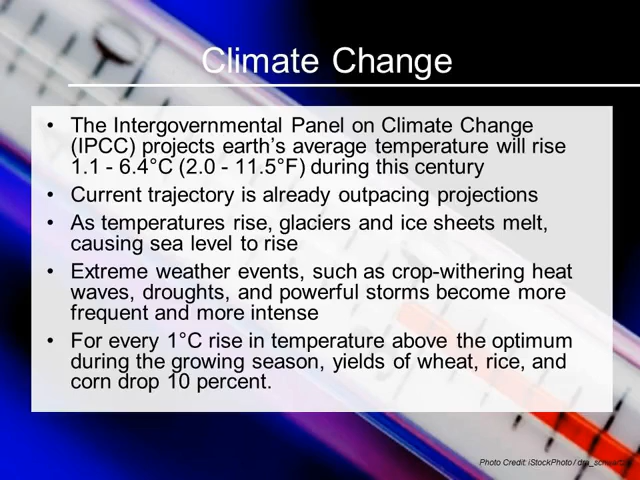 Climate Change
• The Intergovernmental Panel on Climate Change
(IPCC) projects earth's average temperature will rise
1.1 - 6.4°C (2.0 - 11.5°F) during this century
• Current trajectory is already outpacing projections
• As temperatures rise, glaciers and ice sheets melt,
causing sea level to rise
• Extreme weather events, such as crop-withering heat
waves, droughts, and powerful storms become more
frequent and more intense
• For every 1°C rise in temperature above the optimum
during the growing season, yields of wheat, rice, and
corn drop 10 percent.
Photo Credit: iStockPhoto /